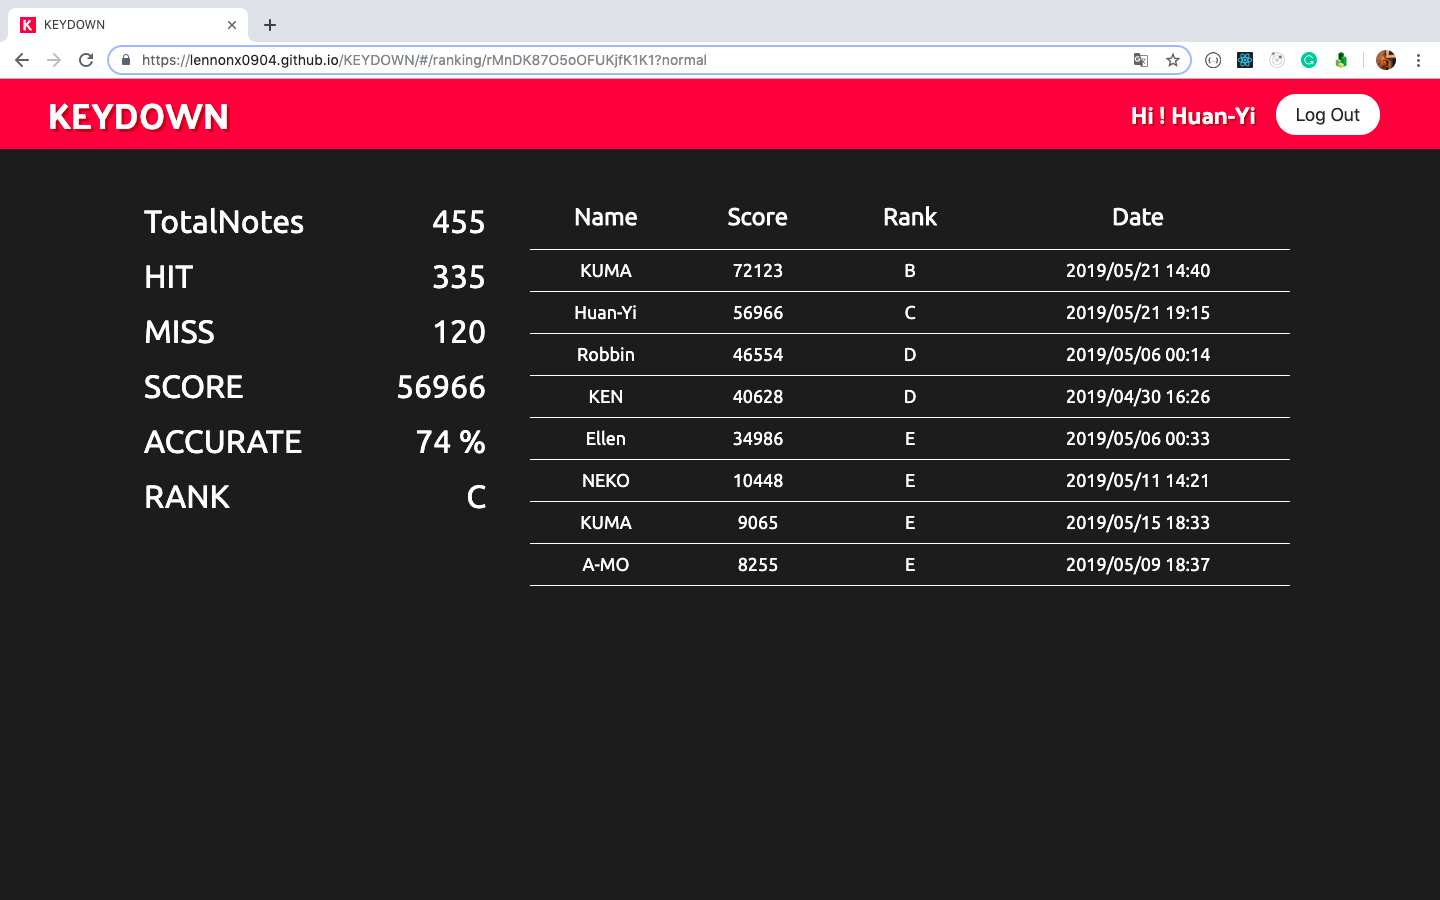 KEYDOWN
https://lennonx0904.github.io/KEYDOWN/#/ranking/rMnDK87O5oOFUKjfK1K1?normal
KEYDOWN
Hi ! Huan-Yi
Log Out
TotalNotes 455
HIT 335
MISS 120
SCORE 56966
ACCURATE 74 %
RANK C
Name Score Rank Date
KUMA 72123 B 2019/05/21 14:40
Huan-Yi 56966 C 2019/05/21 19:15
Robbin 46554 D 2019/05/06 00:14
KEN 40628 D 2019/04/30 16:26
Ellen 34986 E 2019/05/06 00:33
NEKO 10448 E 2019/05/11 14:21
KUMA 9065 E 2019/05/15 18:33
A-MO 8255 E 2019/05/09 18:37